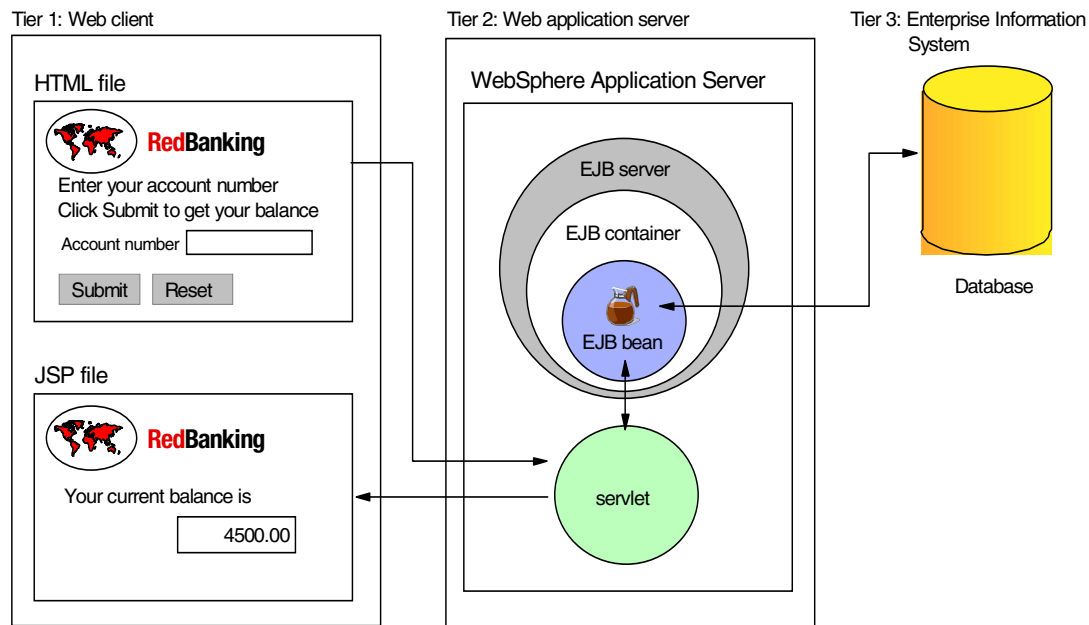 Tier 1: Web client
HTML file
RedBanking
Enter your account number
Click Submit to get your balance
Account number
Submit
Reset
JSP file
RedBanking
Your current balance is
4500.00
Tier 2: Web application server
WebSphere Application Server
EJB server
EJB container
EJB bean
servlet
Tier 3: Enterprise Information
System
Database